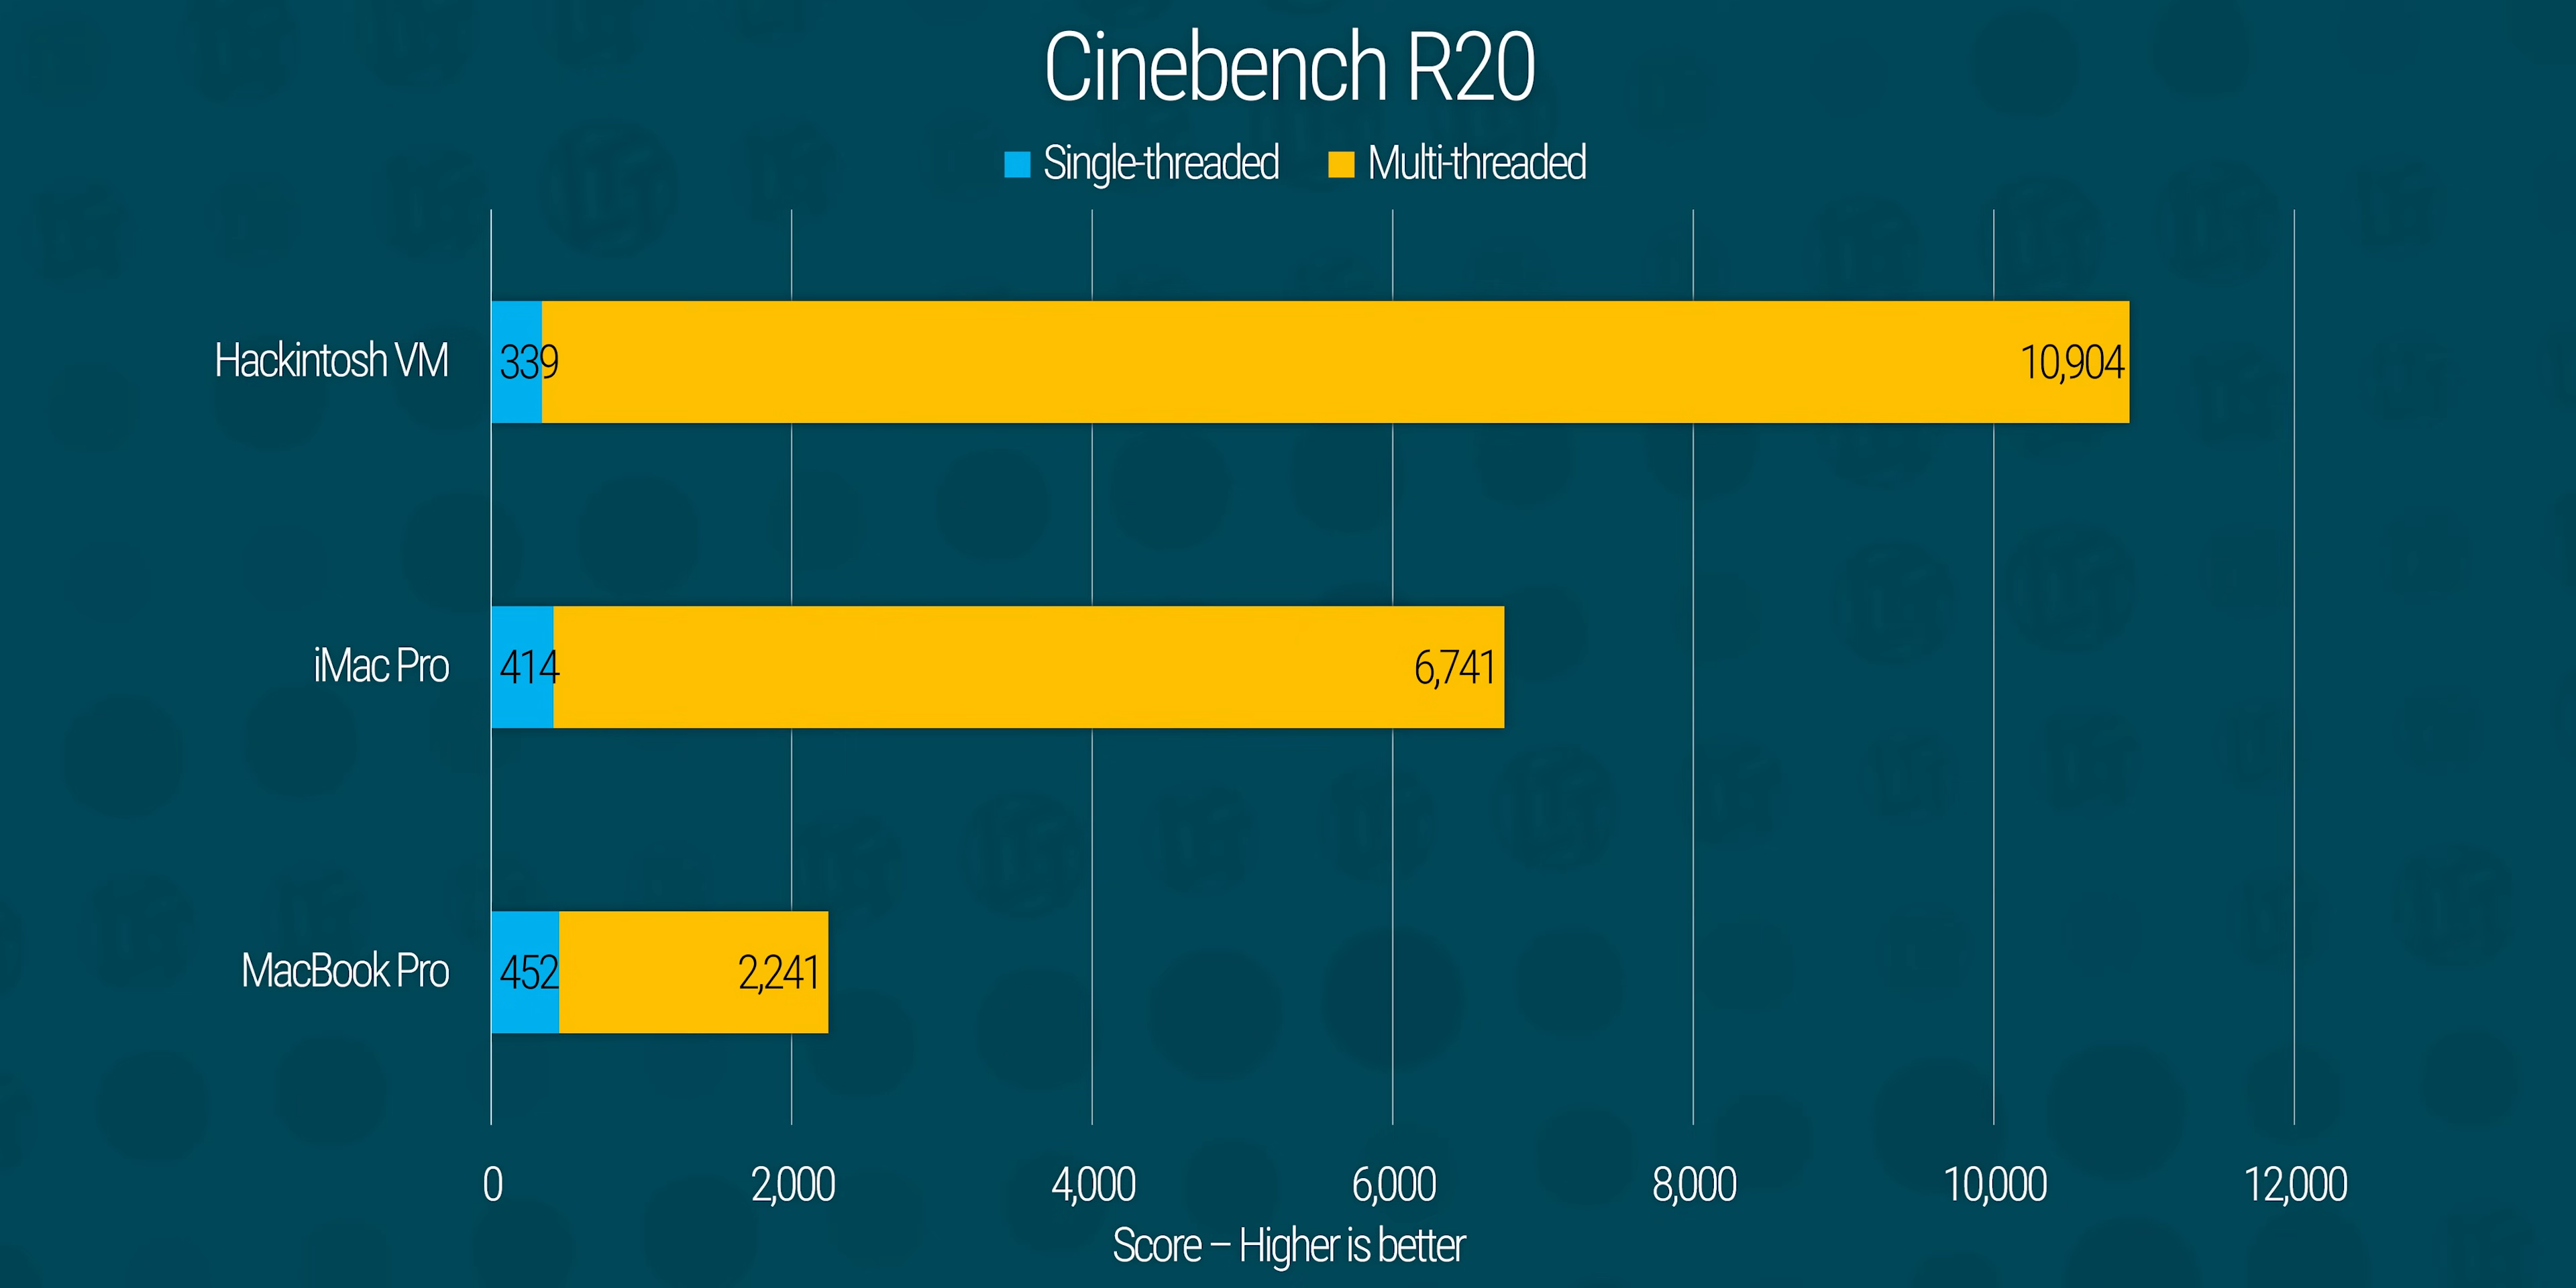 Cinebench R20
Single-threaded Multi-threaded
Hackintosh VM 339 10,904
iMac Pro 414 6,741
MacBook Pro 452 2,241
0 2,000 4,000 6,000 8,000 10,000 12,000
Score – Higher is better